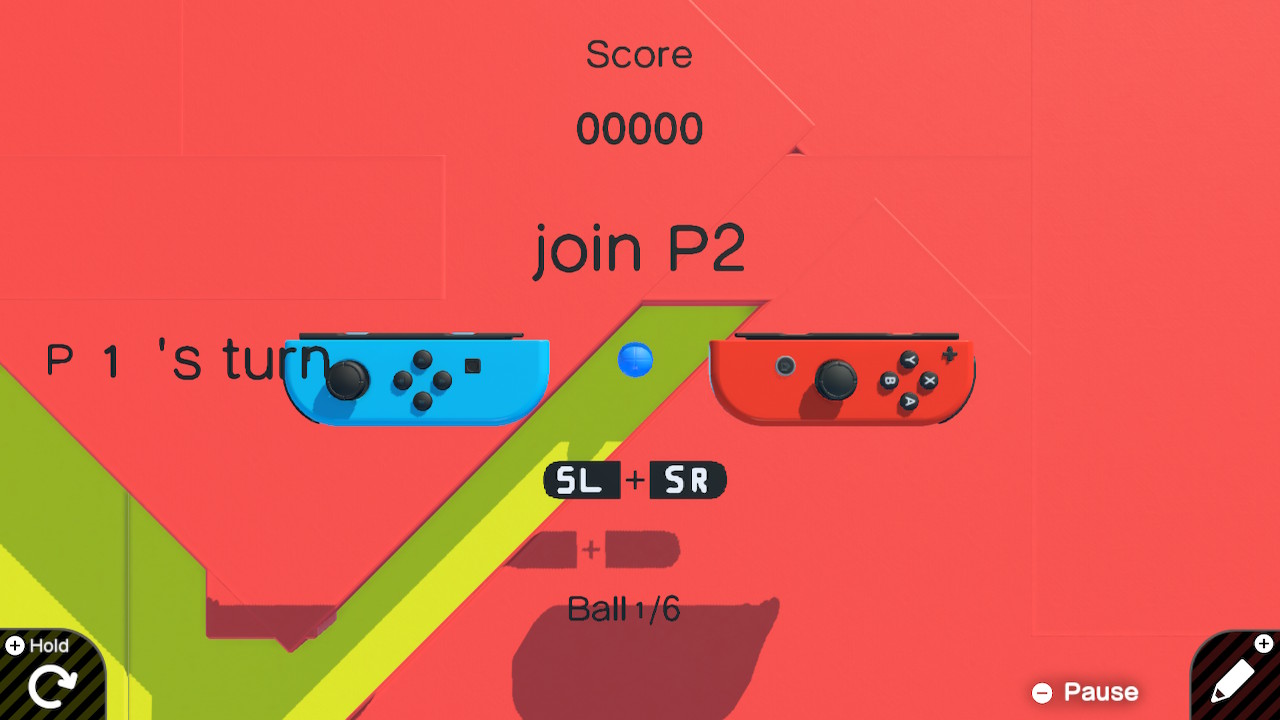 Score
00000
join P2
P 1 's turn
Y
B X
A
SL + SR
+
Ball 1/6
+ Hold
+
− Pause